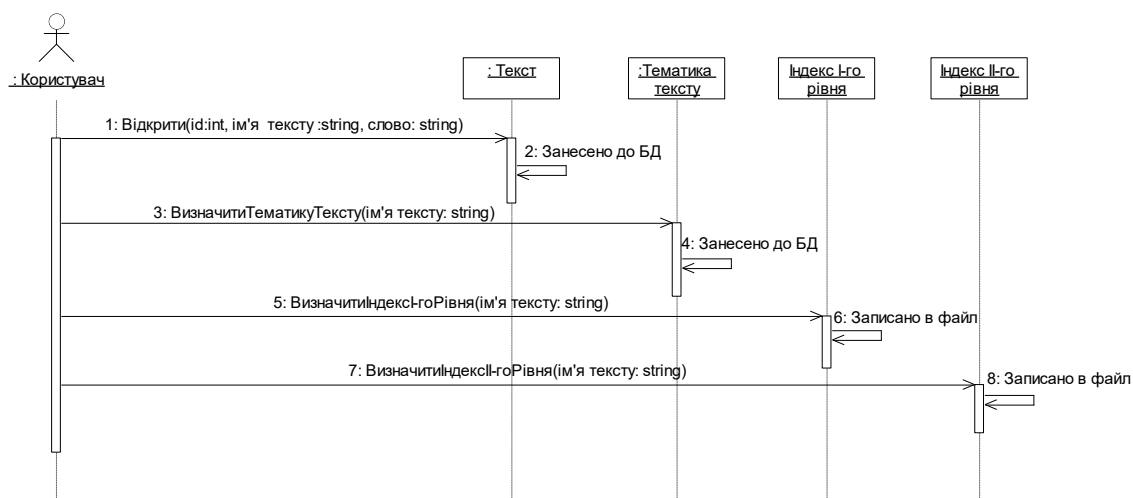 : Користувач
: Текст
:Тематика
тексту
Індекс І-го
рівня
Індекс ІІ-го
рівня
1: Відкрити(id:int, ім'я тексту :string, слово: string)
2: Занесено до БД
3: ВизначитиТематикуТексту(ім'я тексту: string)
4: Занесено до БД
5: ВизначитиІндексІ-гоРівня(ім'я тексту: string)
6: Записано в файл
7: ВизначитиІндексІІ-гоРівня(ім'я тексту: string)
8: Записано в файл